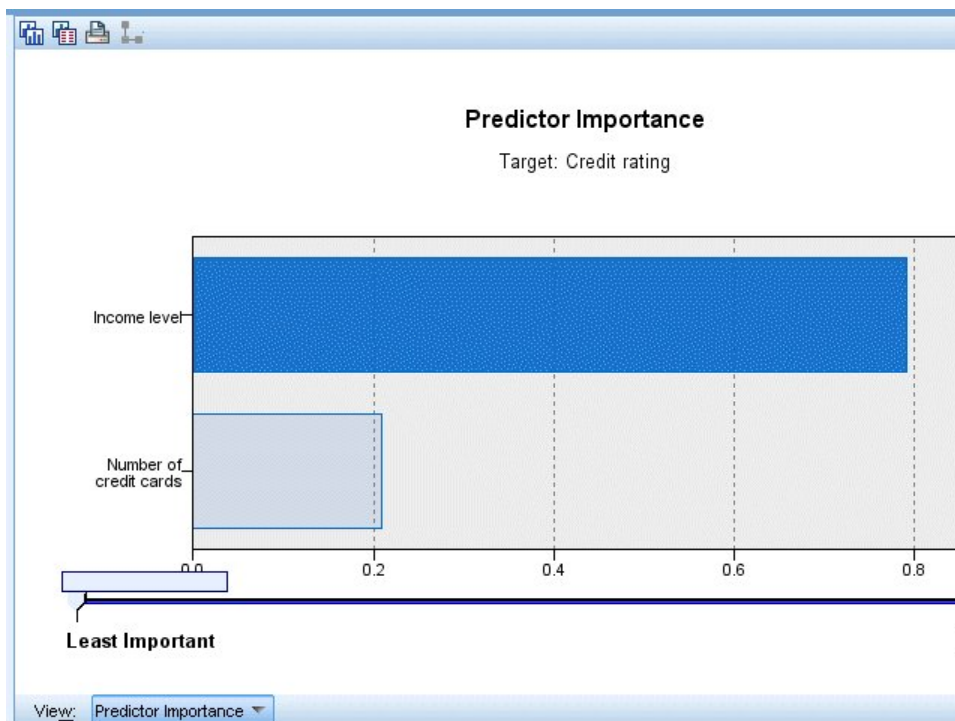 Predictor Importance
Target: Credit rating
Income level
Number of
credit cards
0.0
0.2
0.4
0.6
0.8
Least Important
View:
Predictor Importance